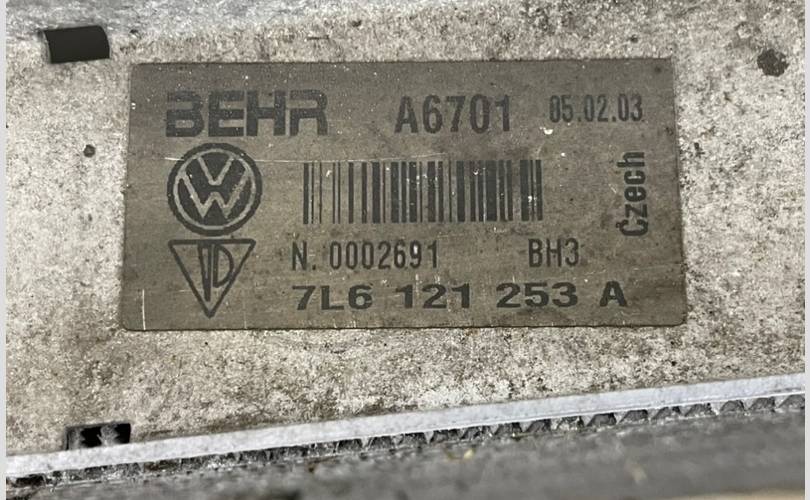 BEHR A6701 05.02.03
Czech
N. 0002691 BH3
7L6 121 253 A